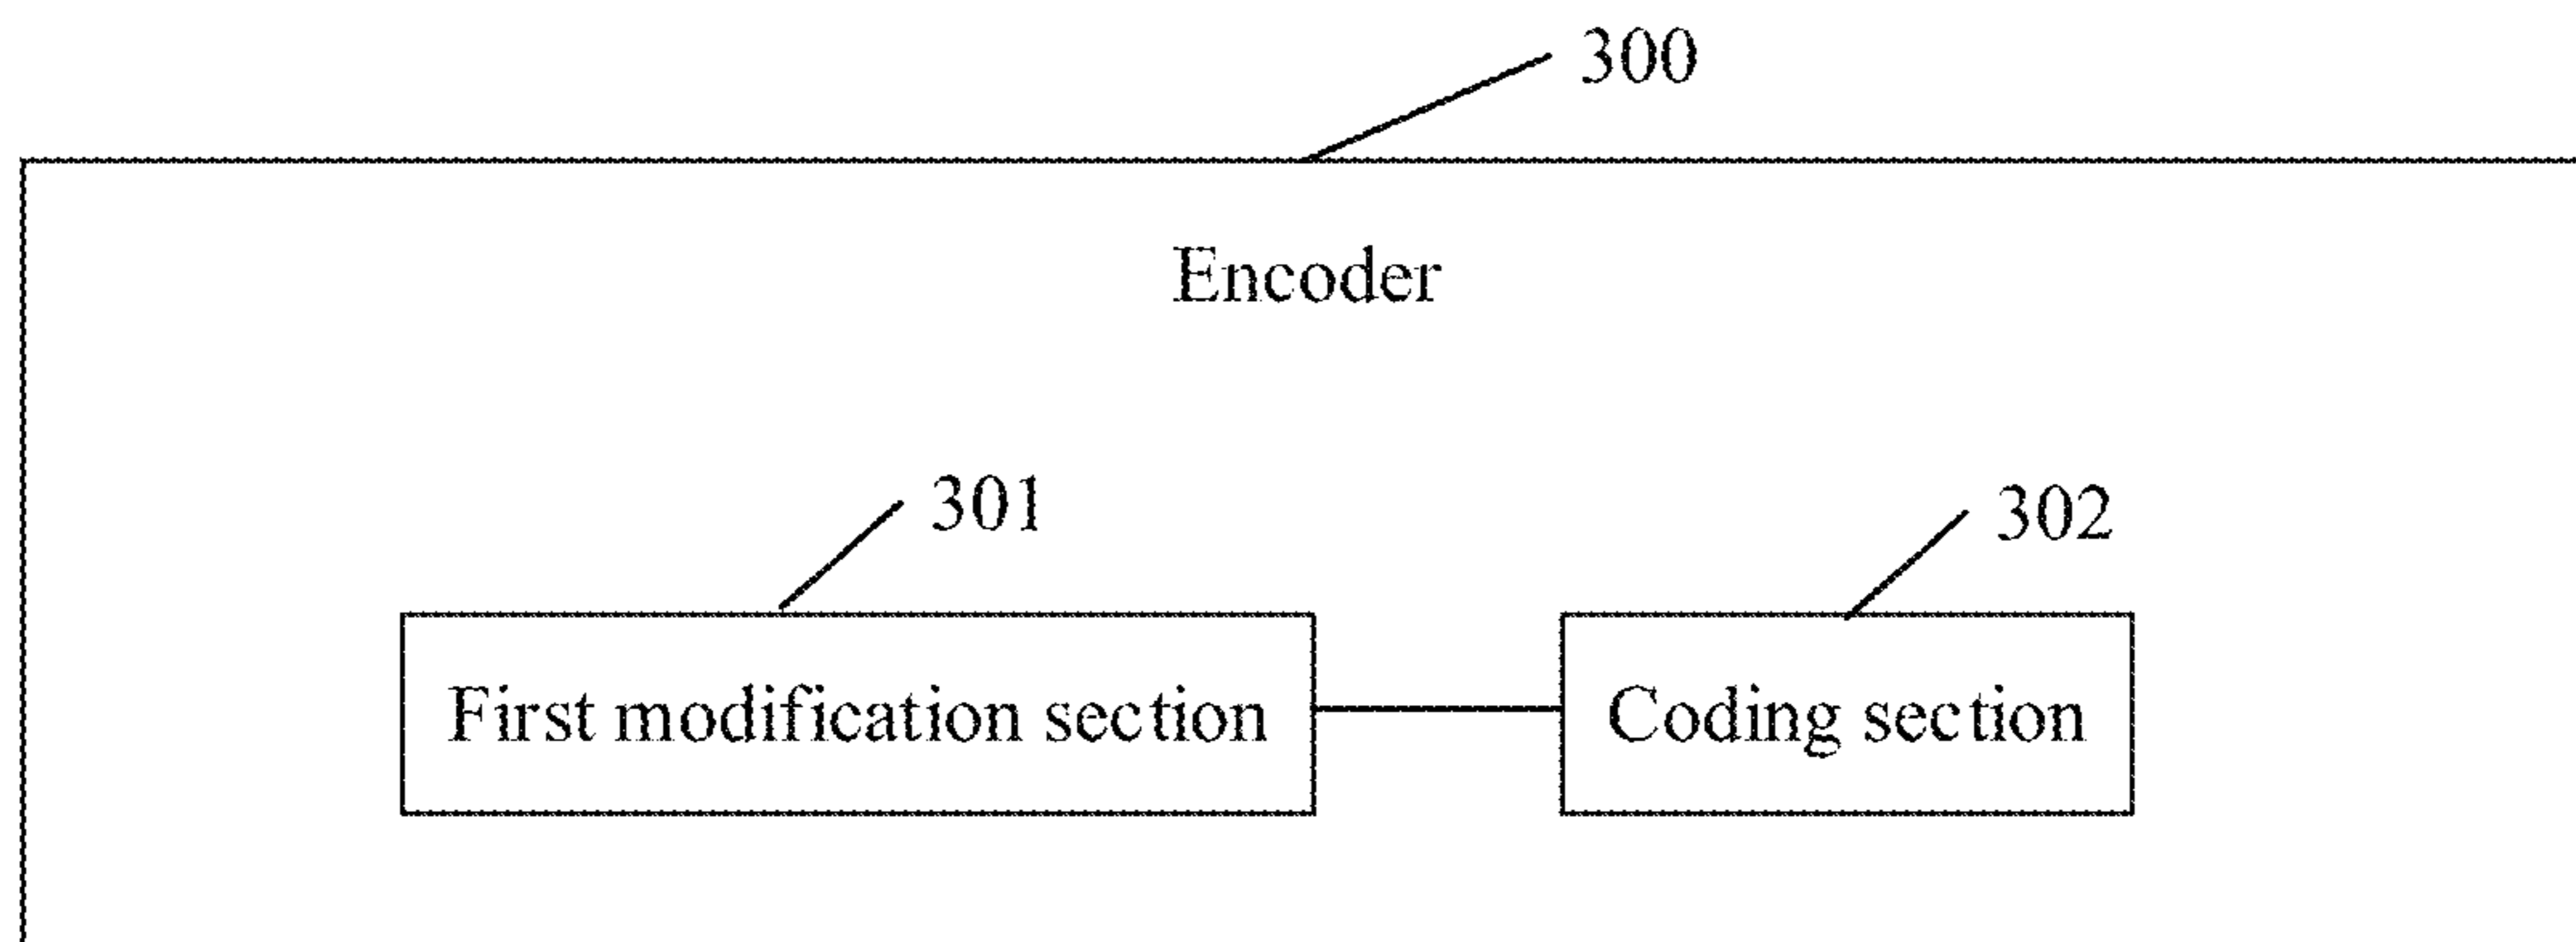 300
Encoder
301
302
First modification section
Coding section